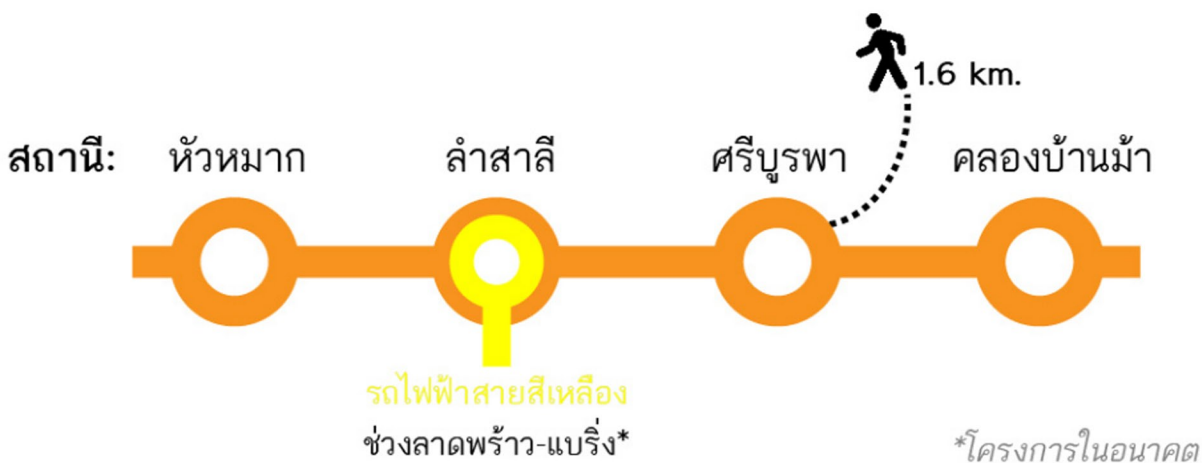 1.6 km.
สถานี: หัวหมาก ลำสาลี ศรีบูรพา คลองบ้านม้า
รถไฟฟ้าสายสีเหลือง
ช่วงลาดพร้าว-แบริ่ง*
*โครงการในอนาคต